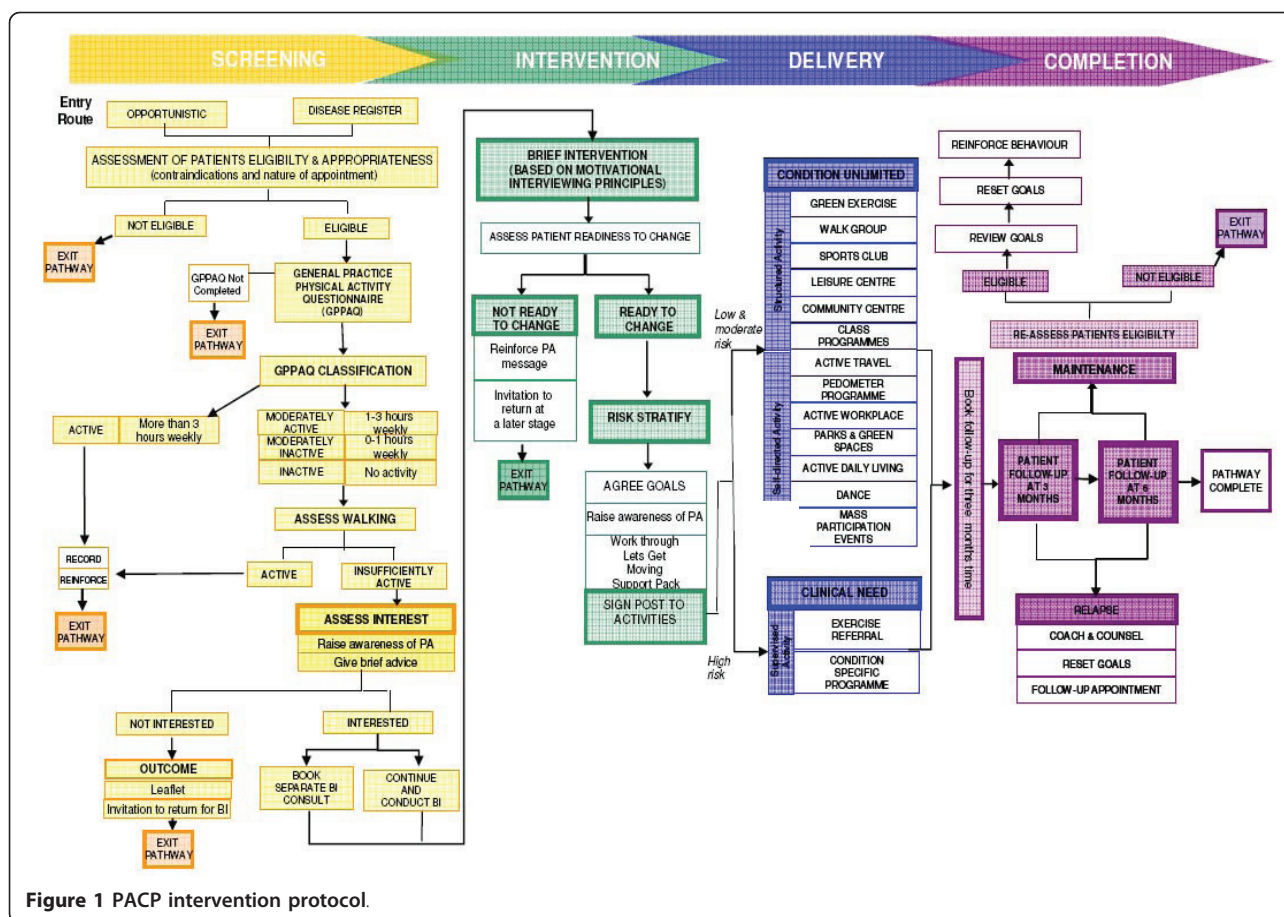 SCREENING
INTERVENTION
DELIVERY
COMPLETION
Entry
Route
OPPORTUNISTIC
DISEASE REGISTER
ASSESSMENT OF PATIENTS ELIGIBILTY & APPROPRIATENESS
(contraindications and nature of appointment)
NOT ELIGIBLE
ELIGIBLE
EXIT
PATHWAY
GPPAQ Not
Completed
EXIT
PATHWAY
GENERAL PRACTICE
PHYSICAL ACTIVITY
QUESTIONNAIRE
(GPPAQ)
GPPAQ CLASSIFICATION
ACTIVE
More than 3
hours weekly
MODERATELY
ACTIVE
1-3 hours
weekly
MODERATELY
INACTIVE
0-1 hours
weekly
INACTIVE
No activity
ASSESS WALKING
ACTIVE
INSUFFICIENTLY
ACTIVE
RECORD
REINFORCE
EXIT
PATHWAY
ASSESS INTEREST
Raise awareness of PA
Give brief advice
NOT INTERESTED
INTERESTED
OUTCOME
Leaflet
Invitation to return for BI
EXIT
PATHWAY
BOOK
SEPARATE BI
CONSULT
CONTINUE
AND
CONDUCT BI
BRIEF INTERVENTION
(BASED ON MOTIVATIONAL
INTERVIEWING PRINCIPLES)
ASSESS PATIENT READINESS TO CHANGE
NOT READY
TO CHANGE
Reinforce PA
message
Invitation to
return at
a later stage
EXIT
PATHWAY
READY TO
CHANGE
RISK STRATIFY
AGREE GOALS
Raise awareness of PA
Work through
Lets Get
Moving
Support Pack
SIGN POST TO
ACTIVITIES
Low &
moderate
risk
High
risk
CONDITION UNLIMITED
Structured Activity
GREEN EXERCISE
WALK GROUP
SPORTS CLUB
LEISURE CENTRE
COMMUNITY CENTRE
CLASS
PROGRAMMES
Self-directed Activity
ACTIVE TRAVEL
PEDOMETER
PROGRAMME
ACTIVE WORKPLACE
PARKS & GREEN
SPACES
ACTIVE DAILY LIVING
DANCE
MASS
PARTICIPATION
EVENTS
CLINICAL NEED
Supervised
Activity
EXERCISE
REFERRAL
CONDITION
SPECIFIC
PROGRAMME
Book follow-up for three months time
REINFORCE BEHAVIOUR
RESET GOALS
REVIEW GOALS
ELIGIBLE
NOT ELIGIBLE
EXIT
PATHWAY
RE-ASSESS PATIENTS ELIGIBILTY
MAINTENANCE
PATIENT
FOLLOW-UP
AT 3
MONTHS
PATIENT
FOLLOW-UP
AT 6
MONTHS
PATHWAY
COMPLETE
RELAPSE
COACH & COUNSEL
RESET GOALS
FOLLOW-UP APPOINTMENT
Figure 1 PACP intervention protocol.